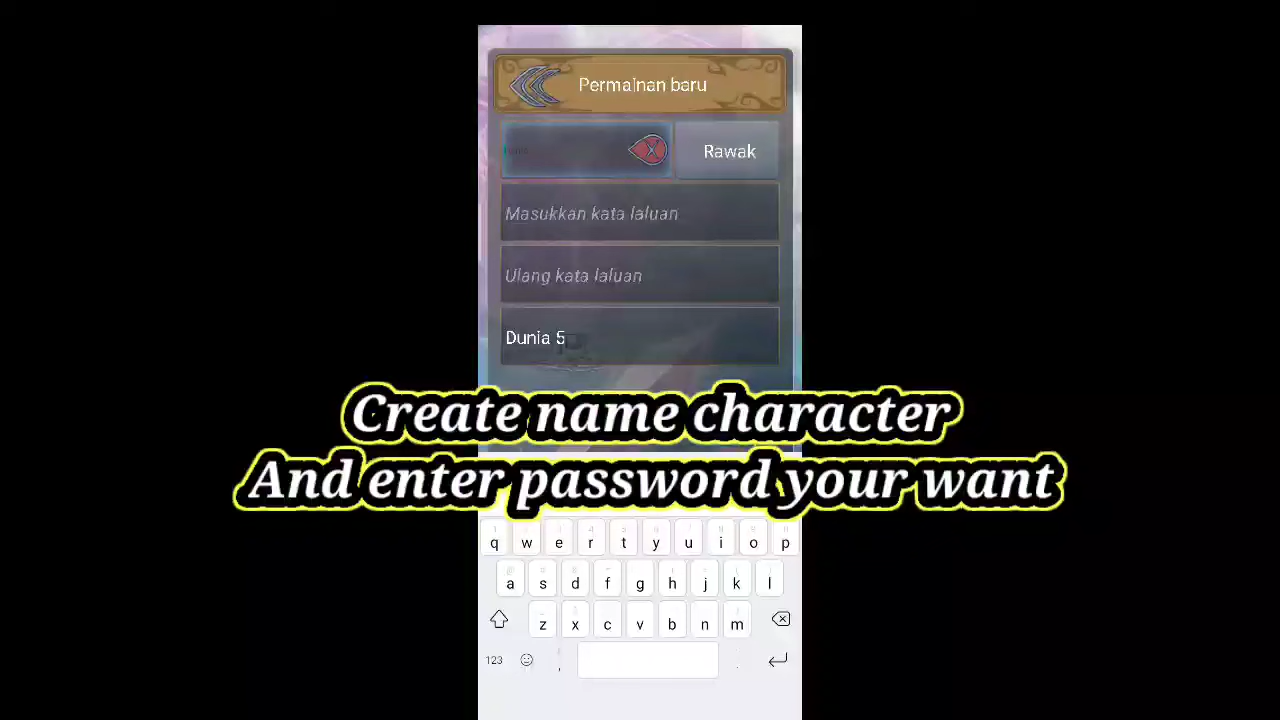 Permainan baru
Rawak
Masukkan kata laluan
Ulang kata laluan
Dunia 5
Create name character
And enter password your want
q w e r t y u i o p
a s d f g h j k l
z x c v b n m
123 , .